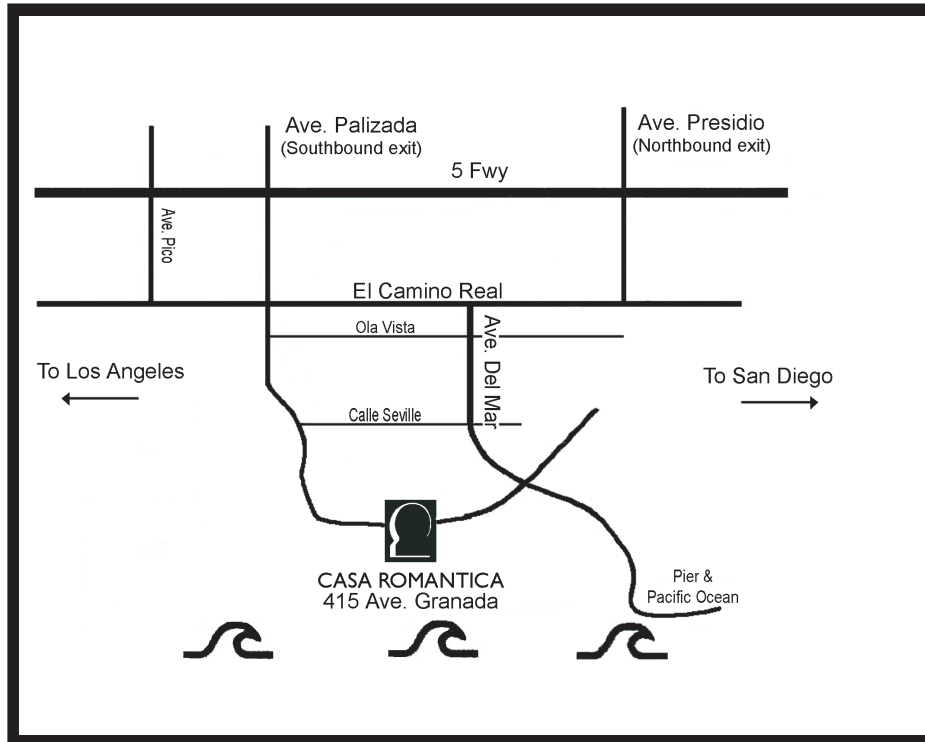 Ave. Palizada
(Southbound exit)
Ave. Presidio
(Northbound exit)
5 Fwy
Ave. Pico
El Camino Real
Ola Vista
Ave. Del Mar
To Los Angeles
To San Diego
Calle Seville
CASA ROMANTICA
415 Ave. Granada
Pier &
Pacific Ocean